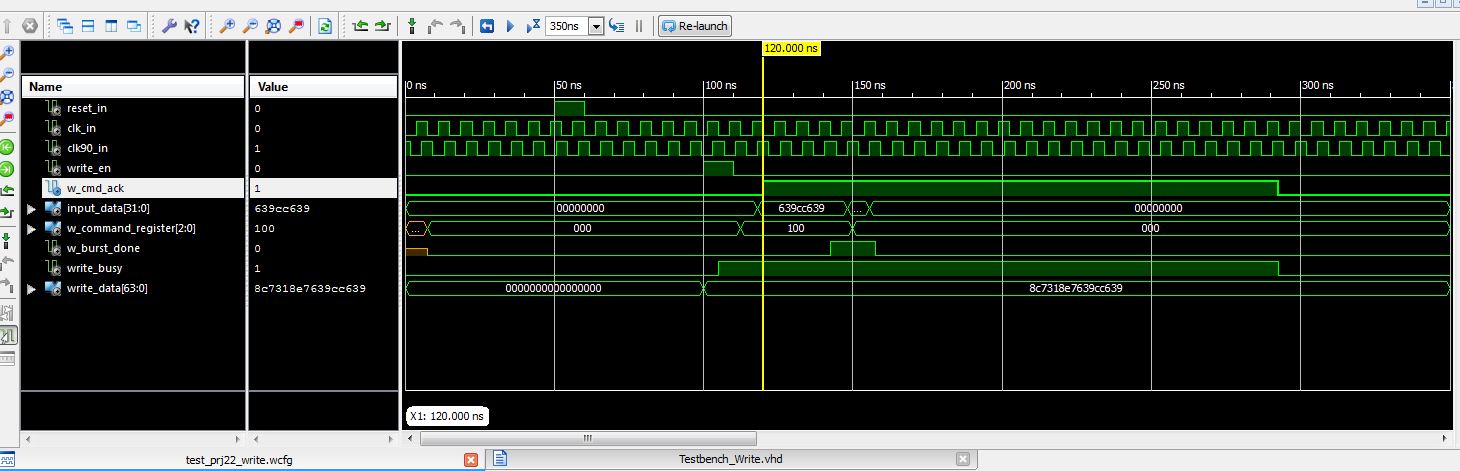 350ns Re-launch
120.000 ns
Name Value
0 ns 50 ns 100 ns 150 ns 200 ns 250 ns 300 ns
reset_in 0
clk_in 0
clk90_in 1
write_en 0
w_cmd_ack 1
input_data[31:0] 639cc639 00000000 639cc639 ... 00000000
w_command_register[2:0] 100 ... 000 100 000
w_burst_done 0
write_busy 1
write_data[63:0] 8c7318e7639cc639 0000000000000000 8c7318e7639cc639
X1: 120.000 ns
test_prj22_write.wcfg Testbench_Write.vhd